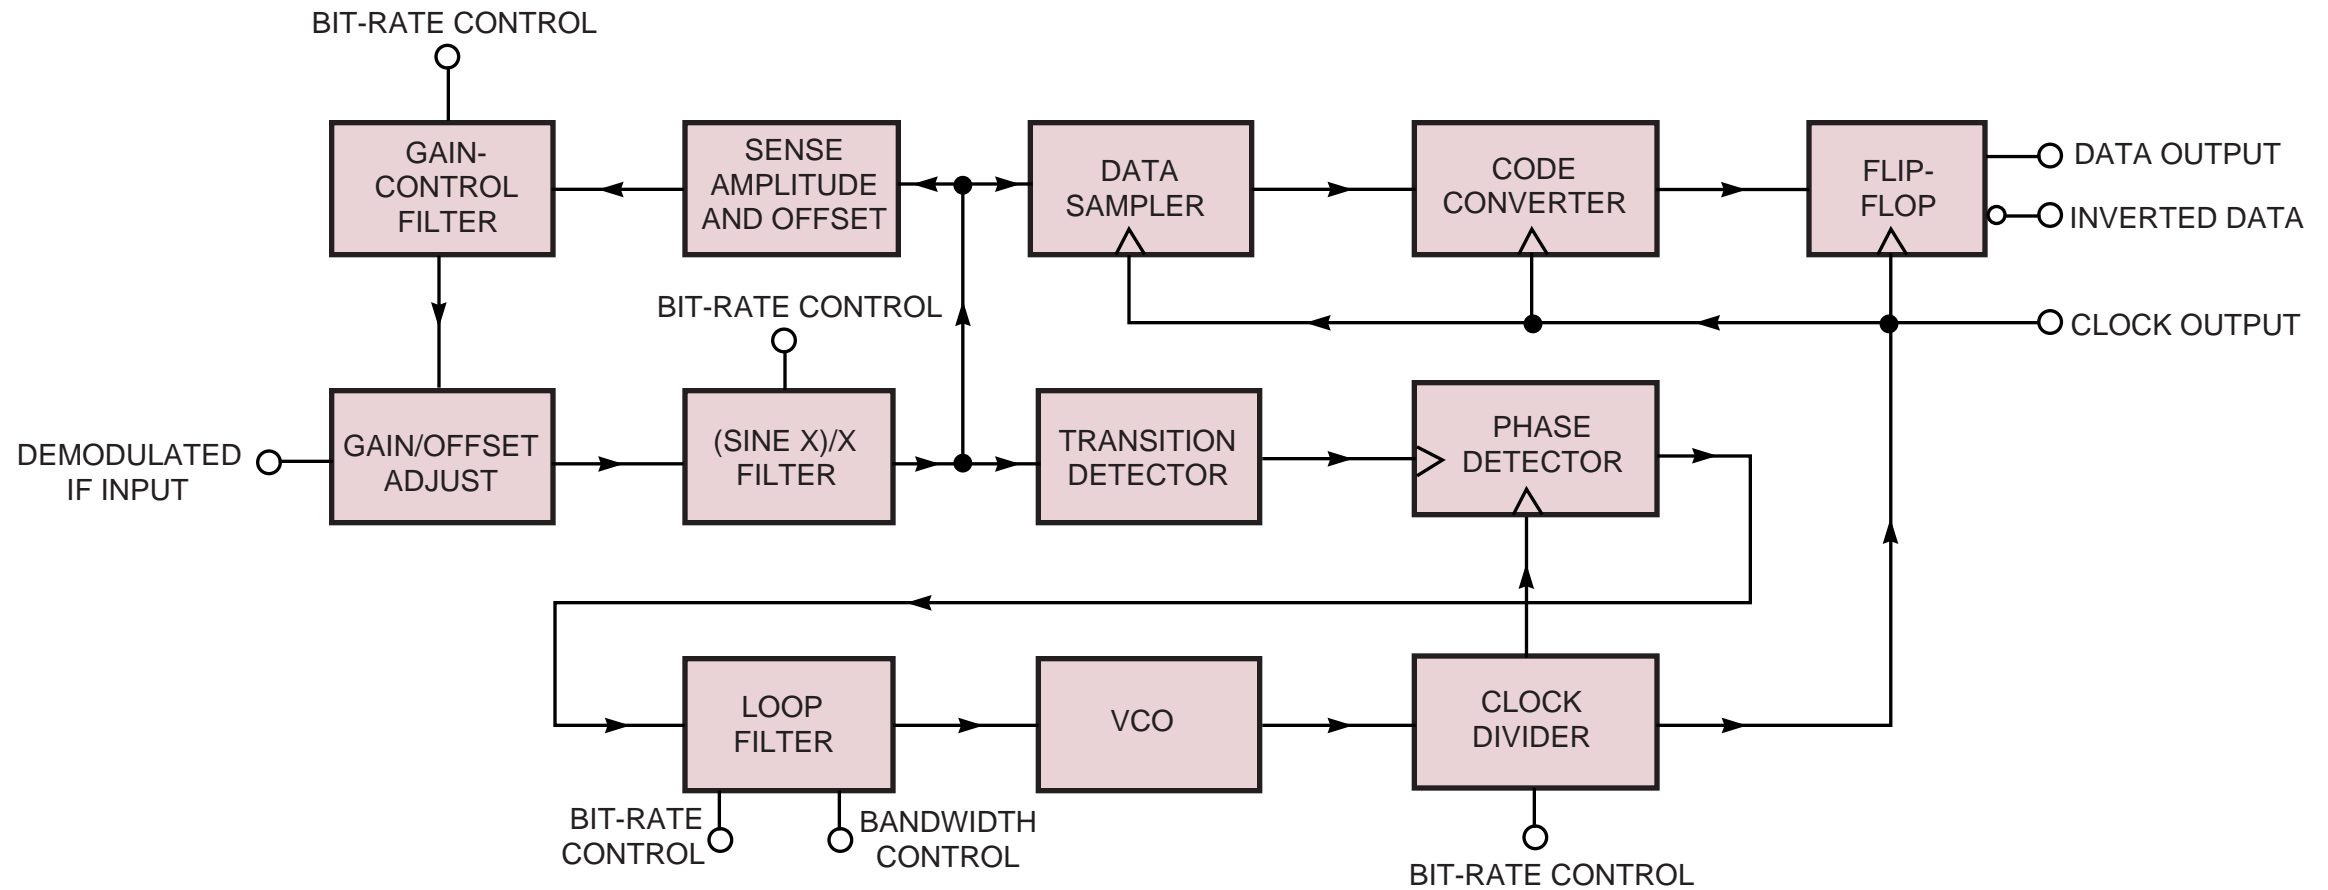 BIT-RATE CONTROL
GAIN-
CONTROL
FILTER
SENSE
AMPLITUDE
AND OFFSET
DATA
SAMPLER
CODE
CONVERTER
FLIP-
FLOP
DATA OUTPUT
INVERTED DATA
CLOCK OUTPUT
BIT-RATE CONTROL
DEMODULATED
IF INPUT
GAIN/OFFSET
ADJUST
(SINE X)/X
FILTER
TRANSITION
DETECTOR
PHASE
DETECTOR
LOOP
FILTER
VCO
CLOCK
DIVIDER
BIT-RATE
CONTROL
BANDWIDTH
CONTROL
BIT-RATE CONTROL